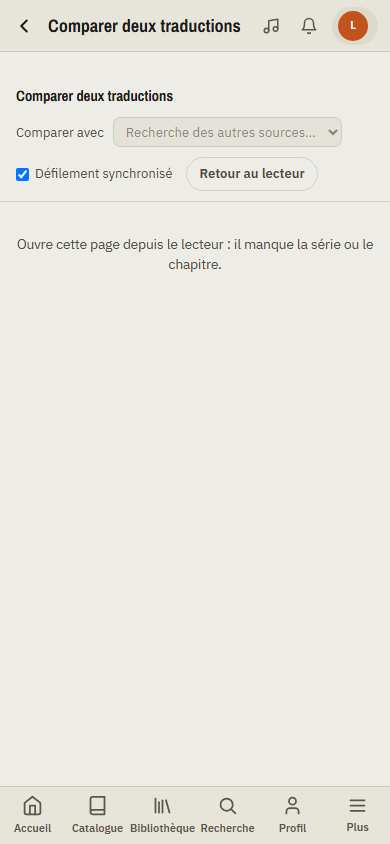 Comparer deux traductions
L
Comparer deux traductions
Comparer avec
Recherche des autres sources…
Défilement synchronisé
Retour au lecteur
Ouvre cette page depuis le lecteur : il manque la série ou le
chapitre.
Accueil
Catalogue
Bibliothèque
Recherche
Profil
Plus